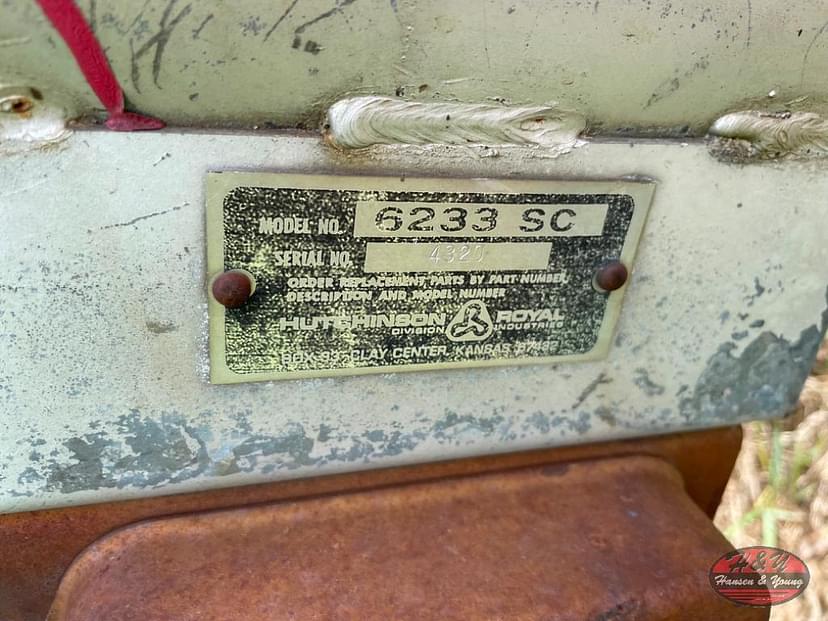 MODEL NO. 6233 SC
SERIAL NO.
ORDER REPLACEMENT PARTS BY PART NUMBER,
DESCRIPTION AND MODEL NUMBER
HUTCHINSON ROYAL
DIVISION INDUSTRIES
CLAY CENTER, KANSAS
H&Y
Hansen & Young